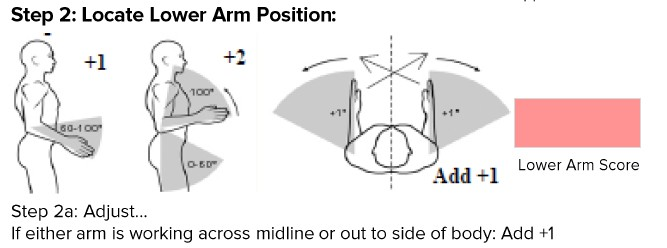 Step 2: Locate Lower Arm Position:
+1
+2
60-100°
100°
0-60°
+1°
+1°
Add +1
Lower Arm Score
Step 2a: Adjust...
If either arm is working across midline or out to side of body: Add +1